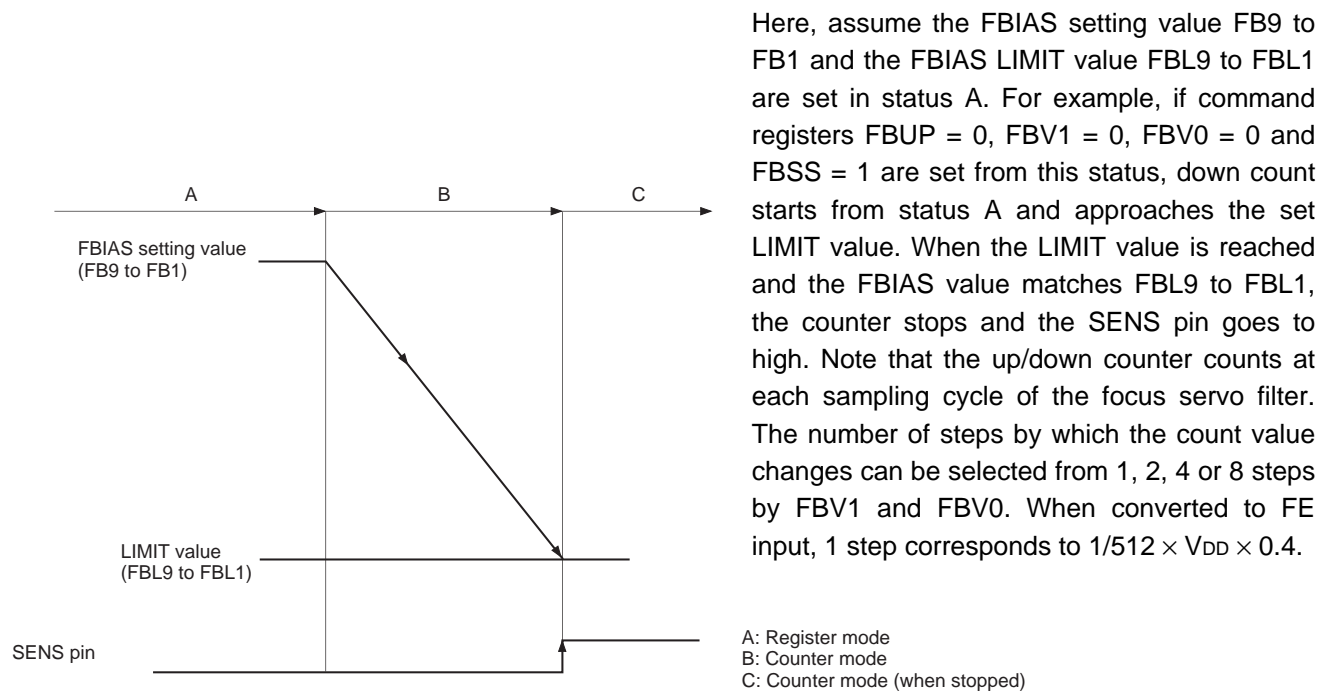 Here, assume the FBIAS setting value FB9 to
FB1 and the FBIAS LIMIT value FBL9 to FBL1
are set in status A. For example, if command
registers FBUP = 0, FBV1 = 0, FBV0 = 0 and
FBSS = 1 are set from this status, down count
starts from status A and approaches the set
LIMIT value. When the LIMIT value is reached
and the FBIAS value matches FBL9 to FBL1,
the counter stops and the SENS pin goes to
high. Note that the up/down counter counts at
each sampling cycle of the focus servo filter.
The number of steps by which the count value
changes can be selected from 1, 2, 4 or 8 steps
by FBV1 and FBV0. When converted to FE
input, 1 step corresponds to 1/512 × VDD × 0.4.
A
B
C
FBIAS setting value
(FB9 to FB1)
LIMIT value
(FBL9 to FBL1)
SENS pin
A: Register mode
B: Counter mode
C: Counter mode (when stopped)